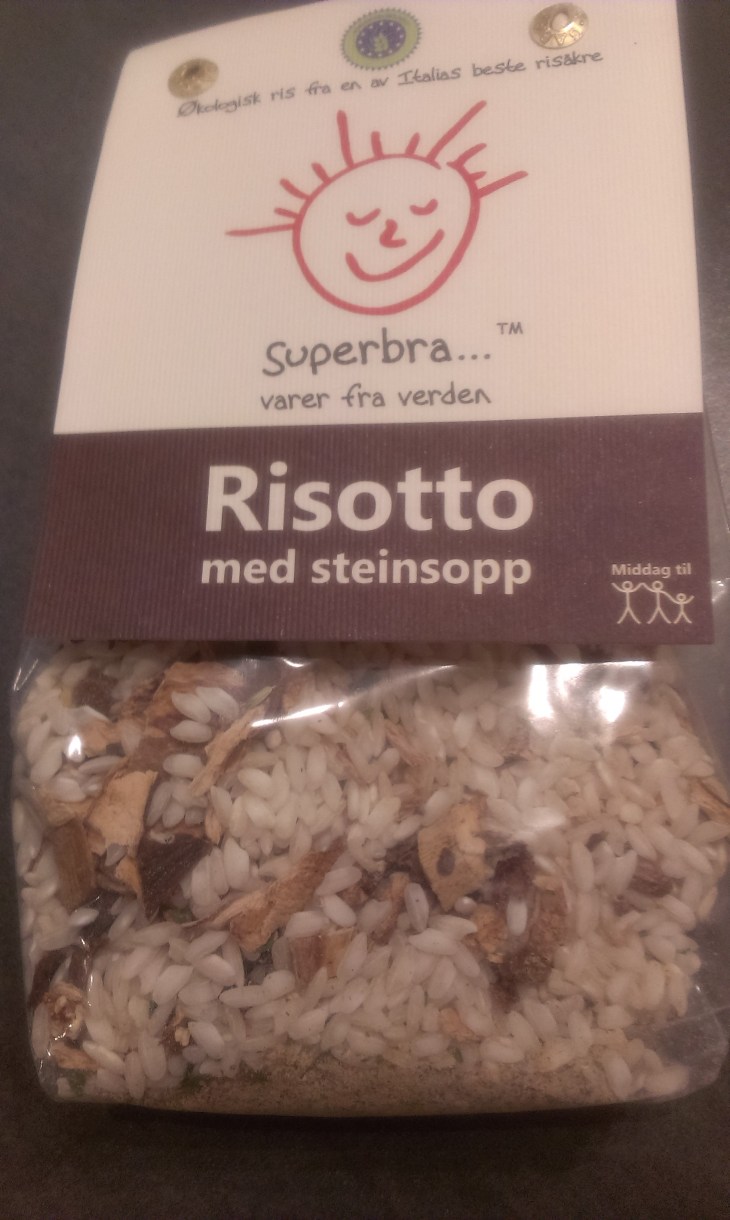 Økologisk ris fra en av Italias beste risåkre
superbra...™
varer fra verden
Risotto
med steinsopp
Middag til